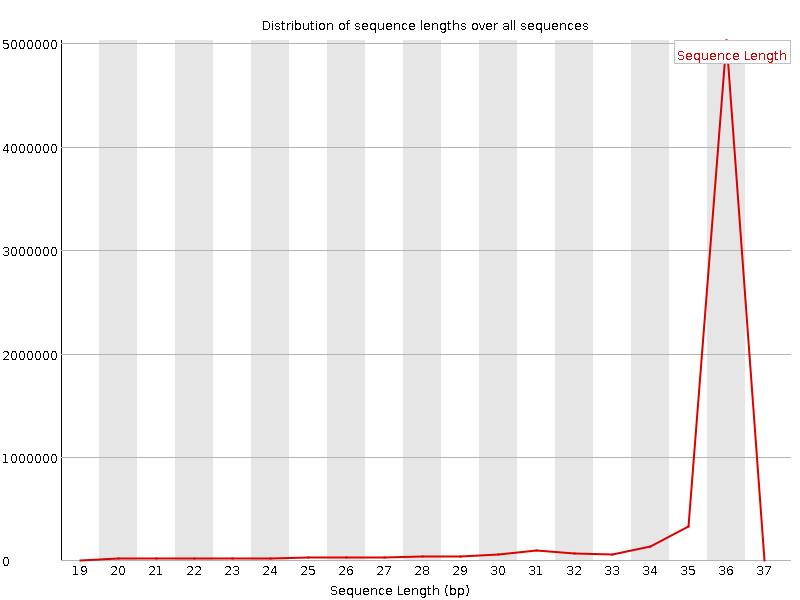 Distribution of sequence lengths over all sequences
5000000
Sequence Length
4000000
3000000
2000000
1000000
0
19 20 21 22 23 24 25 26 27 28 29 30 31 32 33 34 35 36 37
Sequence Length (bp)